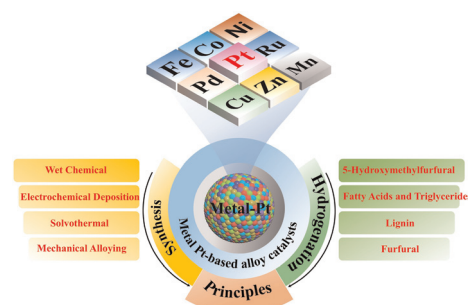 Ni
Co
Ru
Fe
Pt
Mn
Pd
Zn
Cu
Wet Chemical
Electrochemical Deposition
Solvothermal
Mechanical Alloying
Synthesis
Metal-Pt
Metal Pt-based alloy catalysts
Principles
Hydrogenation
5-Hydroxymethylfurfural
Fatty Acids and Triglyceride
Lignin
Furfural